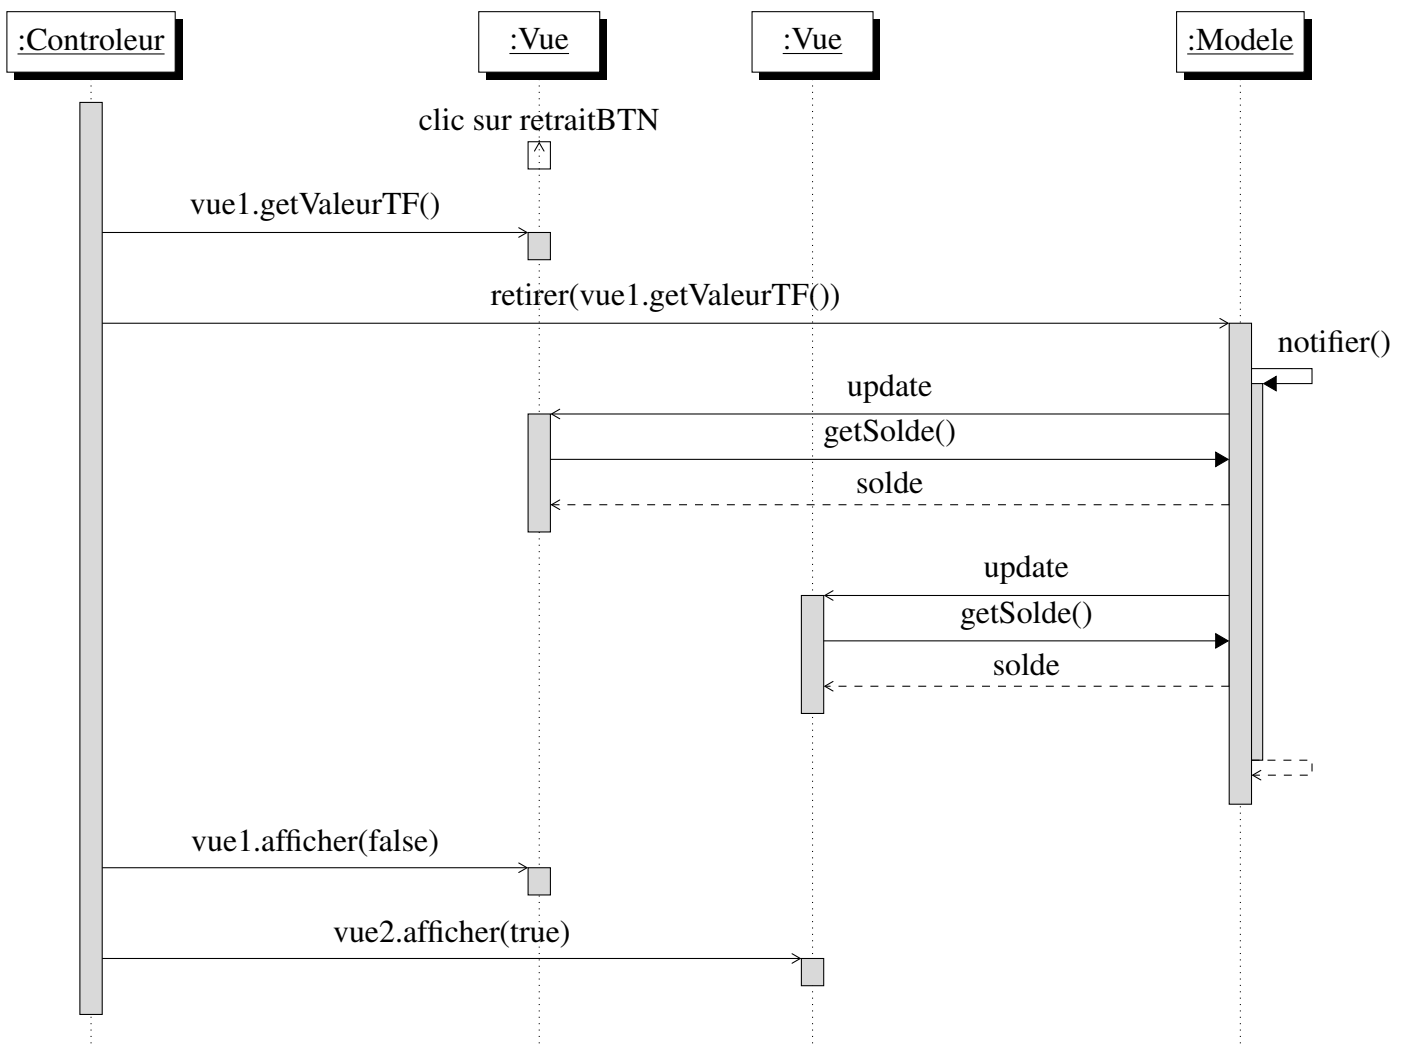 :Controleur
:Vue
:Vue
:Modele
clic sur retraitBTN
vue1.getValeurTF()
retirer(vue1.getValeurTF())
notifier()
update
getSolde()
solde
update
getSolde()
solde
vue1.afficher(false)
vue2.afficher(true)